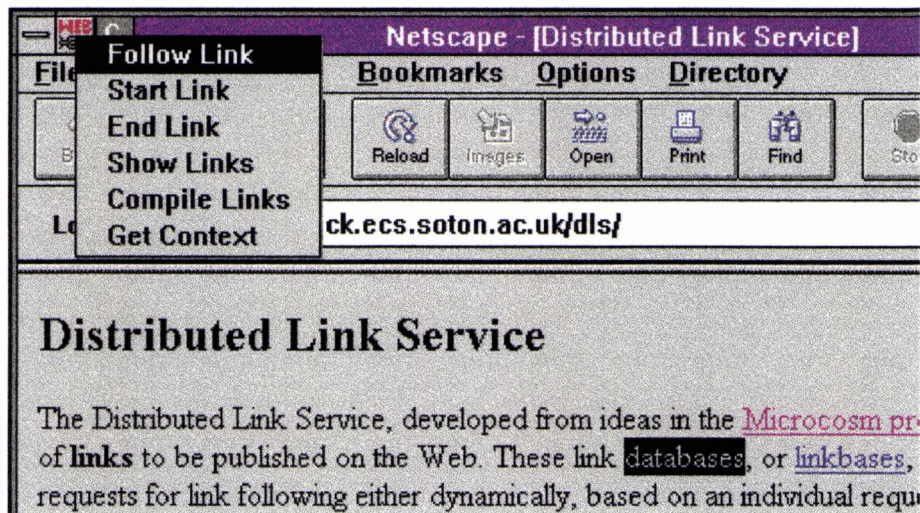 WEB C Netscape - [Distributed Link Service]
File Bookmarks Options Directory
Follow Link
Start Link
End Link
Show Links
Compile Links
Get Context
Reload Images Open Print Find
ck.ecs.soton.ac.uk/dls/
Distributed Link Service
The Distributed Link Service, developed from ideas in the Microcosm
of links to be published on the Web. These link databases, or linkbases,
requests for link following either dynamically, based on an individual